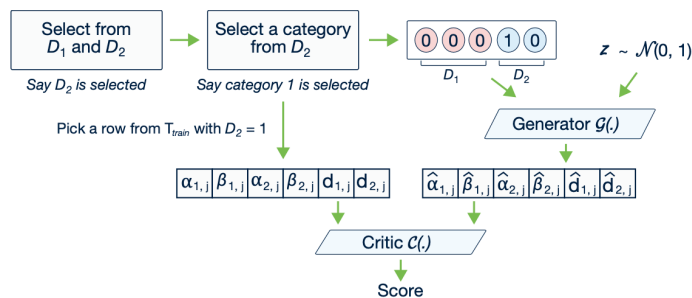 Select from
D₁ and D₂
Select a category
from D₂
0 0 0 1 0
D₁ D₂
z ~ 𝒩(0, 1)
Say D₂ is selected
Say category 1 is selected
Pick a row from T_train with D₂ = 1
Generator 𝒢(.)
α₁,ⱼ β₁,ⱼ α₂,ⱼ β₂,ⱼ d₁,ⱼ d₂,ⱼ
α̂₁,ⱼ β̂₁,ⱼ α̂₂,ⱼ β̂₂,ⱼ d̂₁,ⱼ d̂₂,ⱼ
Critic 𝒞(.)
Score